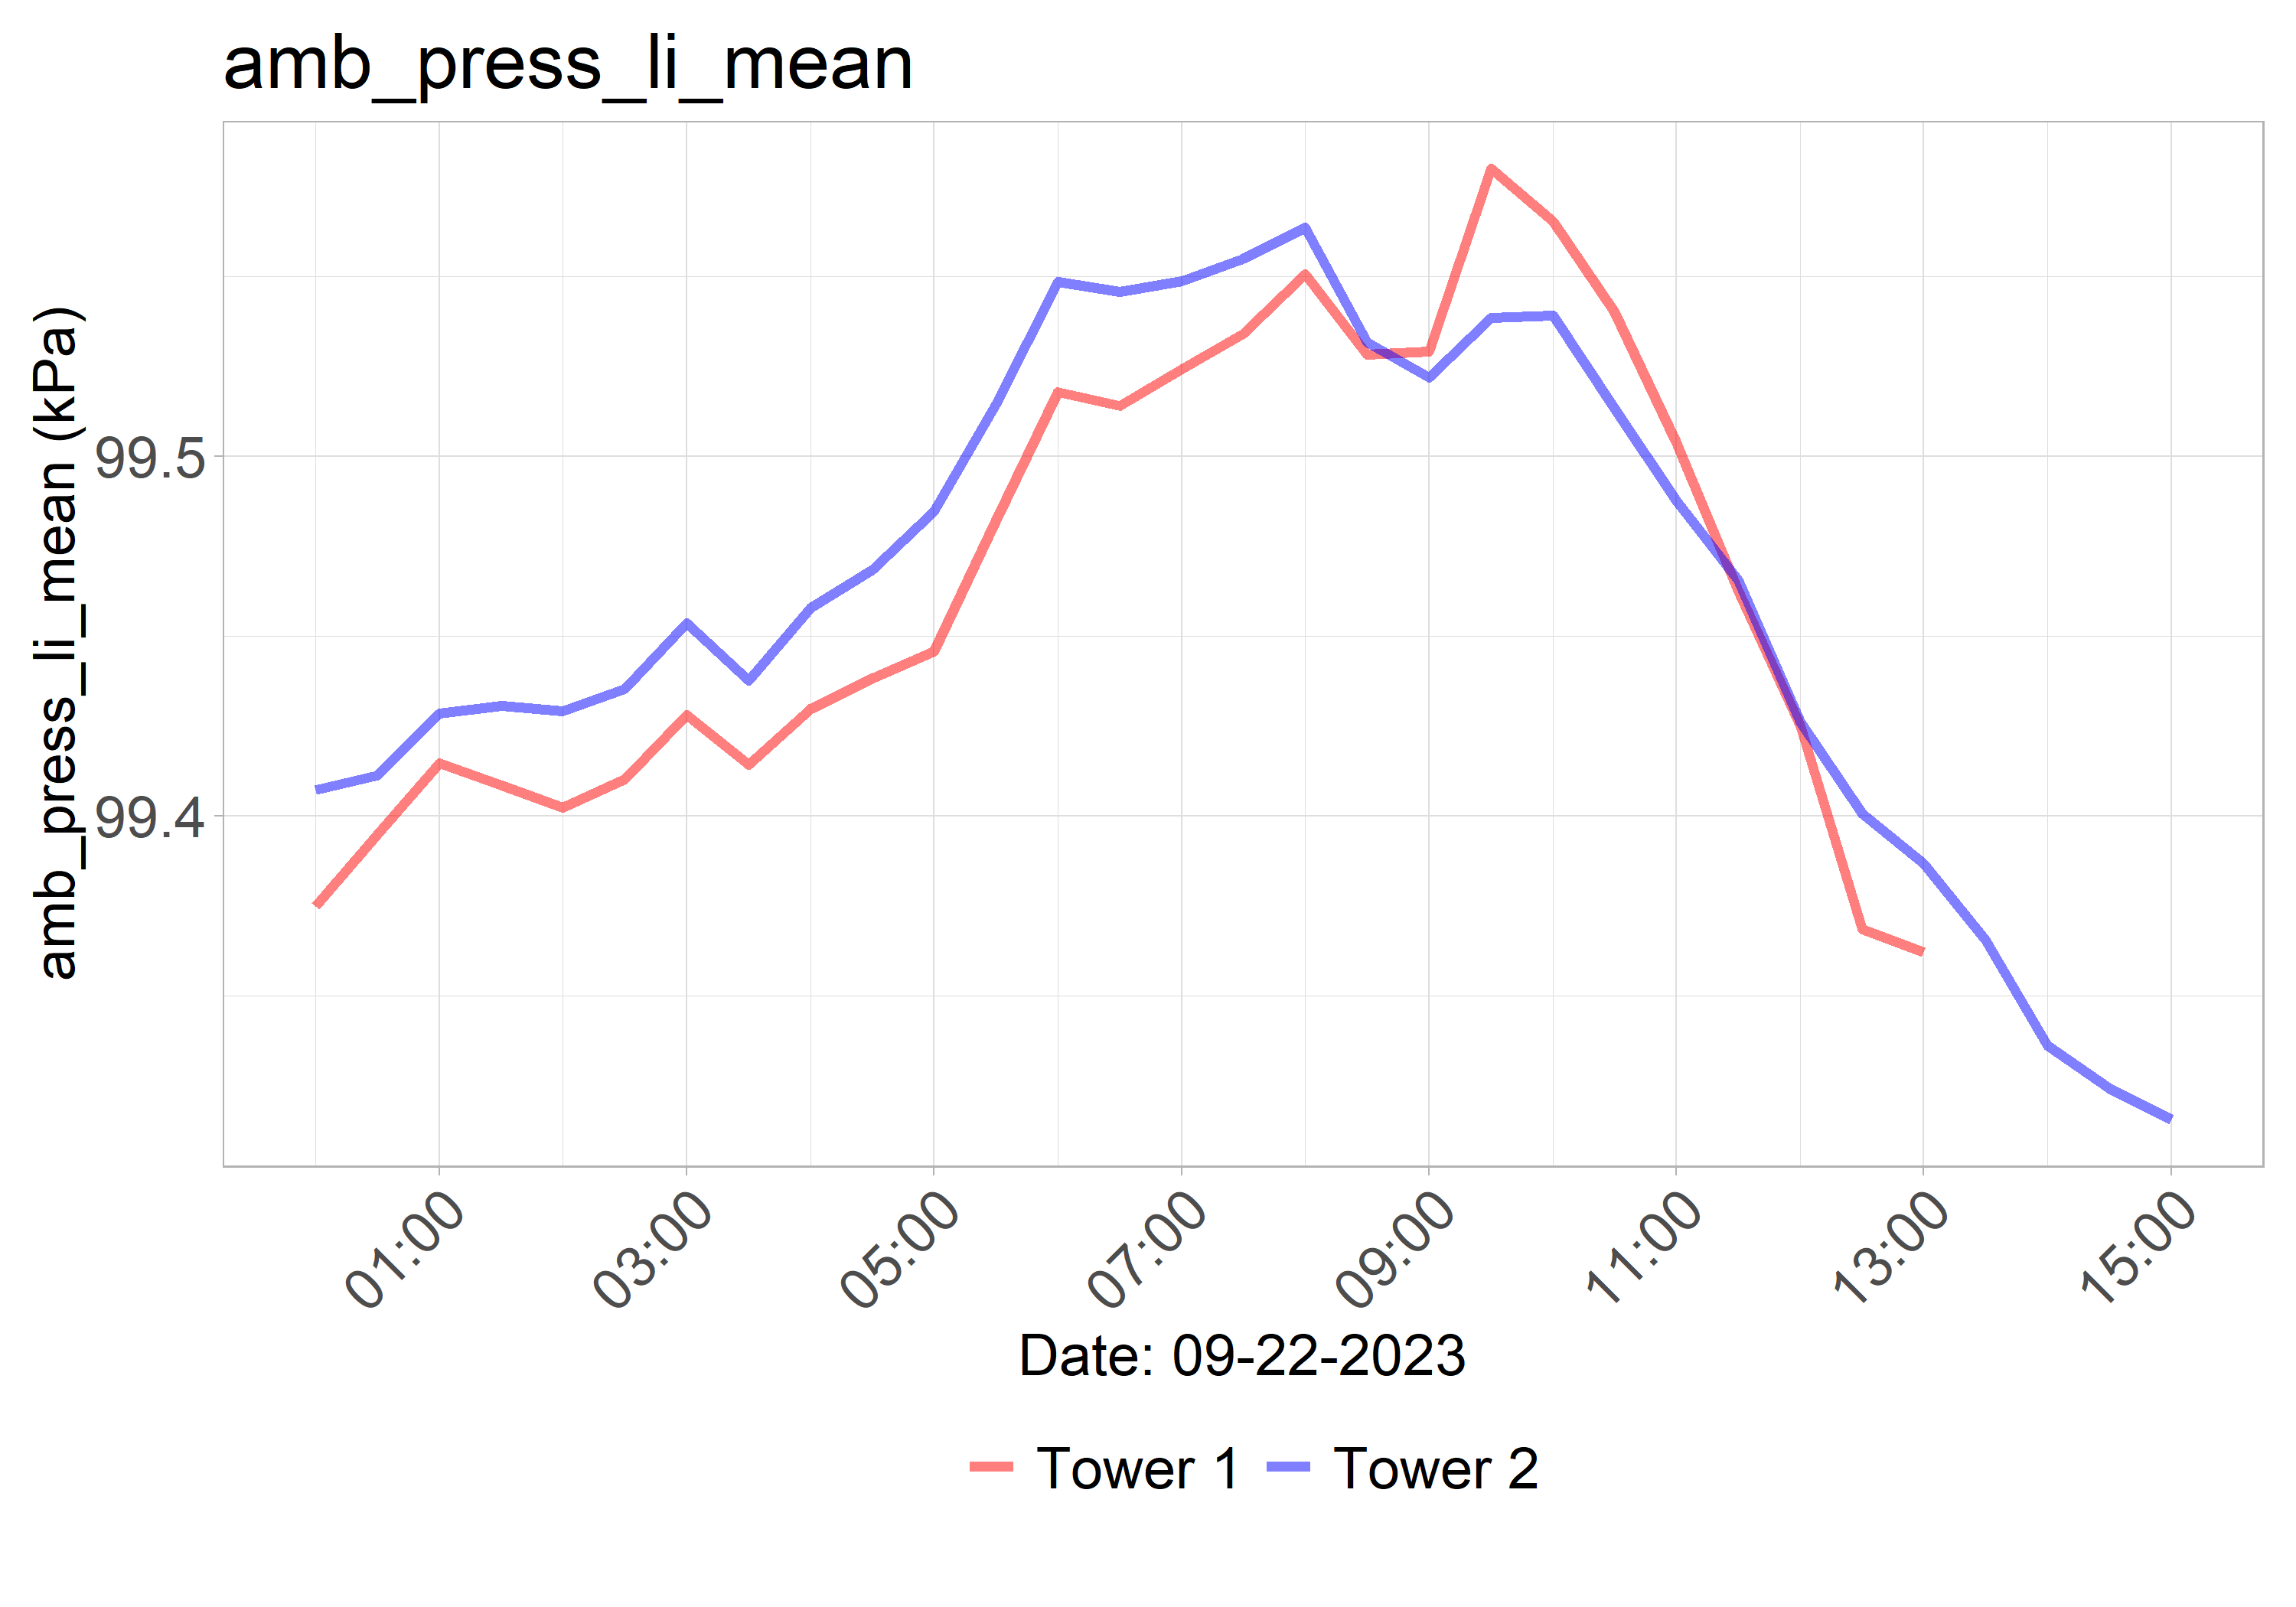 amb_press_li_mean
amb_press_li_mean (kPa)
99.5
99.4
01:00
03:00
05:00
07:00
09:00
11:00
13:00
15:00
Date: 09-22-2023
Tower 1
Tower 2